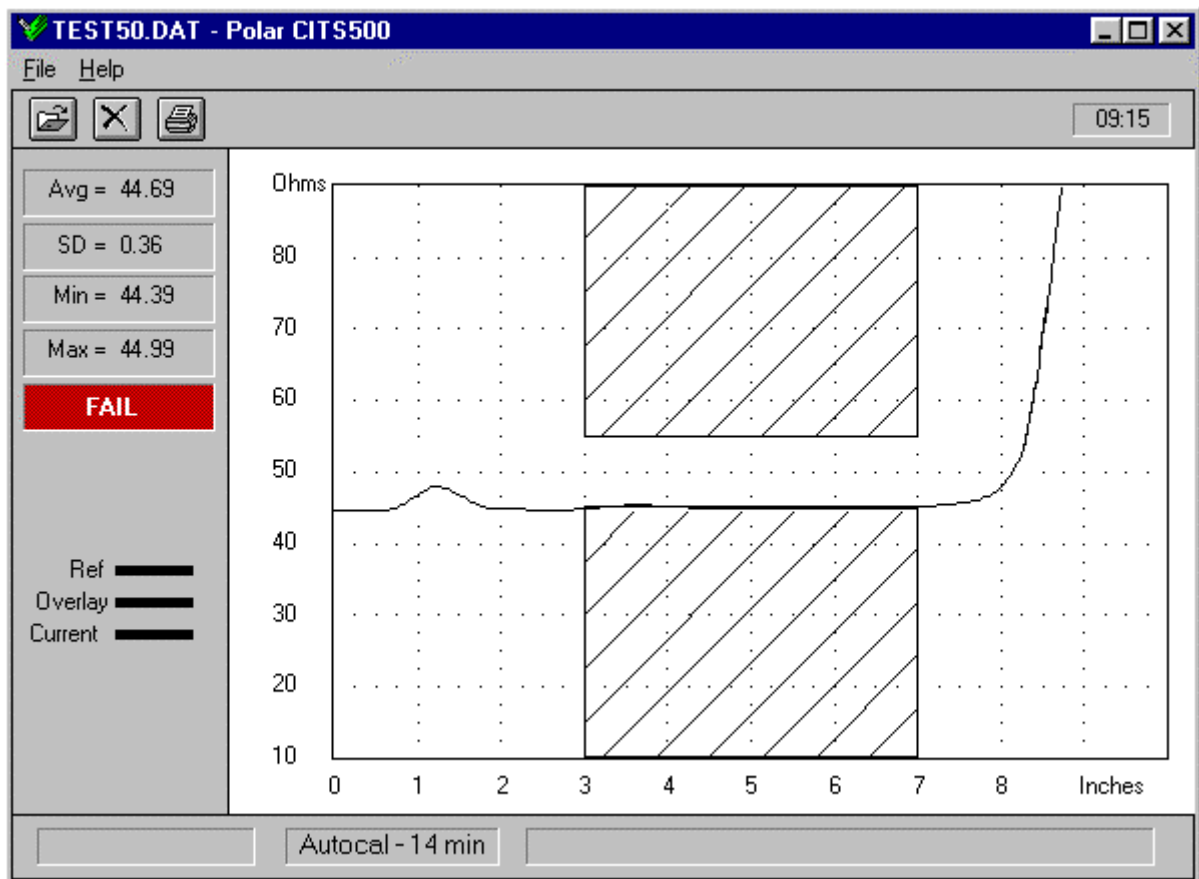 TEST50.DAT - Polar CITS500
File Help
09:15
Avg = 44.69
SD = 0.36
Min = 44.39
Max = 44.99
FAIL
Ref
Overlay
Current
Ohms
80
70
60
50
40
30
20
10
0 1 2 3 4 5 6 7 8 Inches
Autocal - 14 min